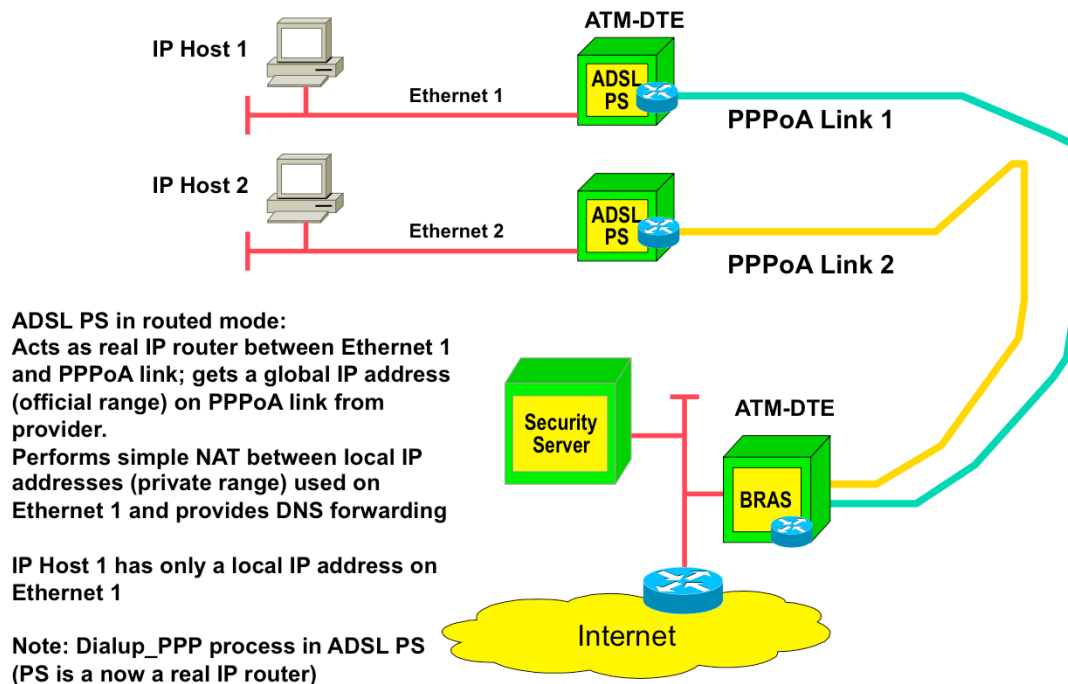 ATM-DTE
IP Host 1
ADSL
PS
Ethernet 1
PPPoA Link 1
IP Host 2
ADSL
PS
Ethernet 2
PPPoA Link 2
ADSL PS in routed mode:
Acts as real IP router between Ethernet 1
and PPPoA link; gets a global IP address
(official range) on PPPoA link from
provider.
Performs simple NAT between local IP
addresses (private range) used on
Ethernet 1 and provides DNS forwarding
IP Host 1 has only a local IP address on
Ethernet 1
Note: Dialup_PPP process in ADSL PS
(PS is a now a real IP router)
Security
Server
ATM-DTE
BRAS
Internet